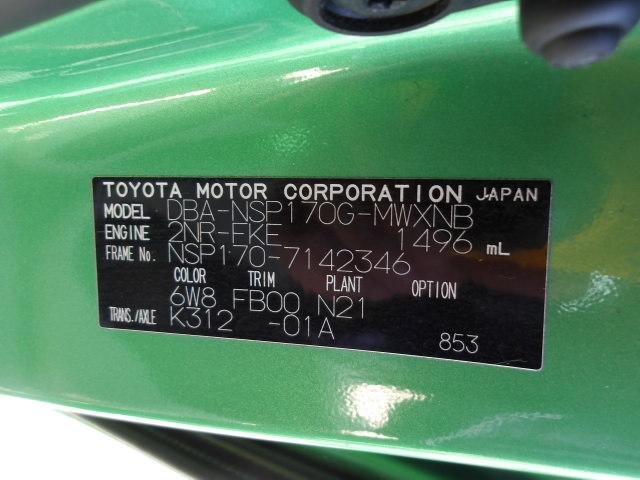 TOYOTA MOTOR CORPORATION JAPAN
MODEL DBA-NSP170G-MWXNB
ENGINE 2NR-FKE 1496 mL
FRAME No. NSP170-7142346
COLOR TRIM PLANT OPTION
6W8 FB00 N21
TRANS./AXLE K312 -01A
853